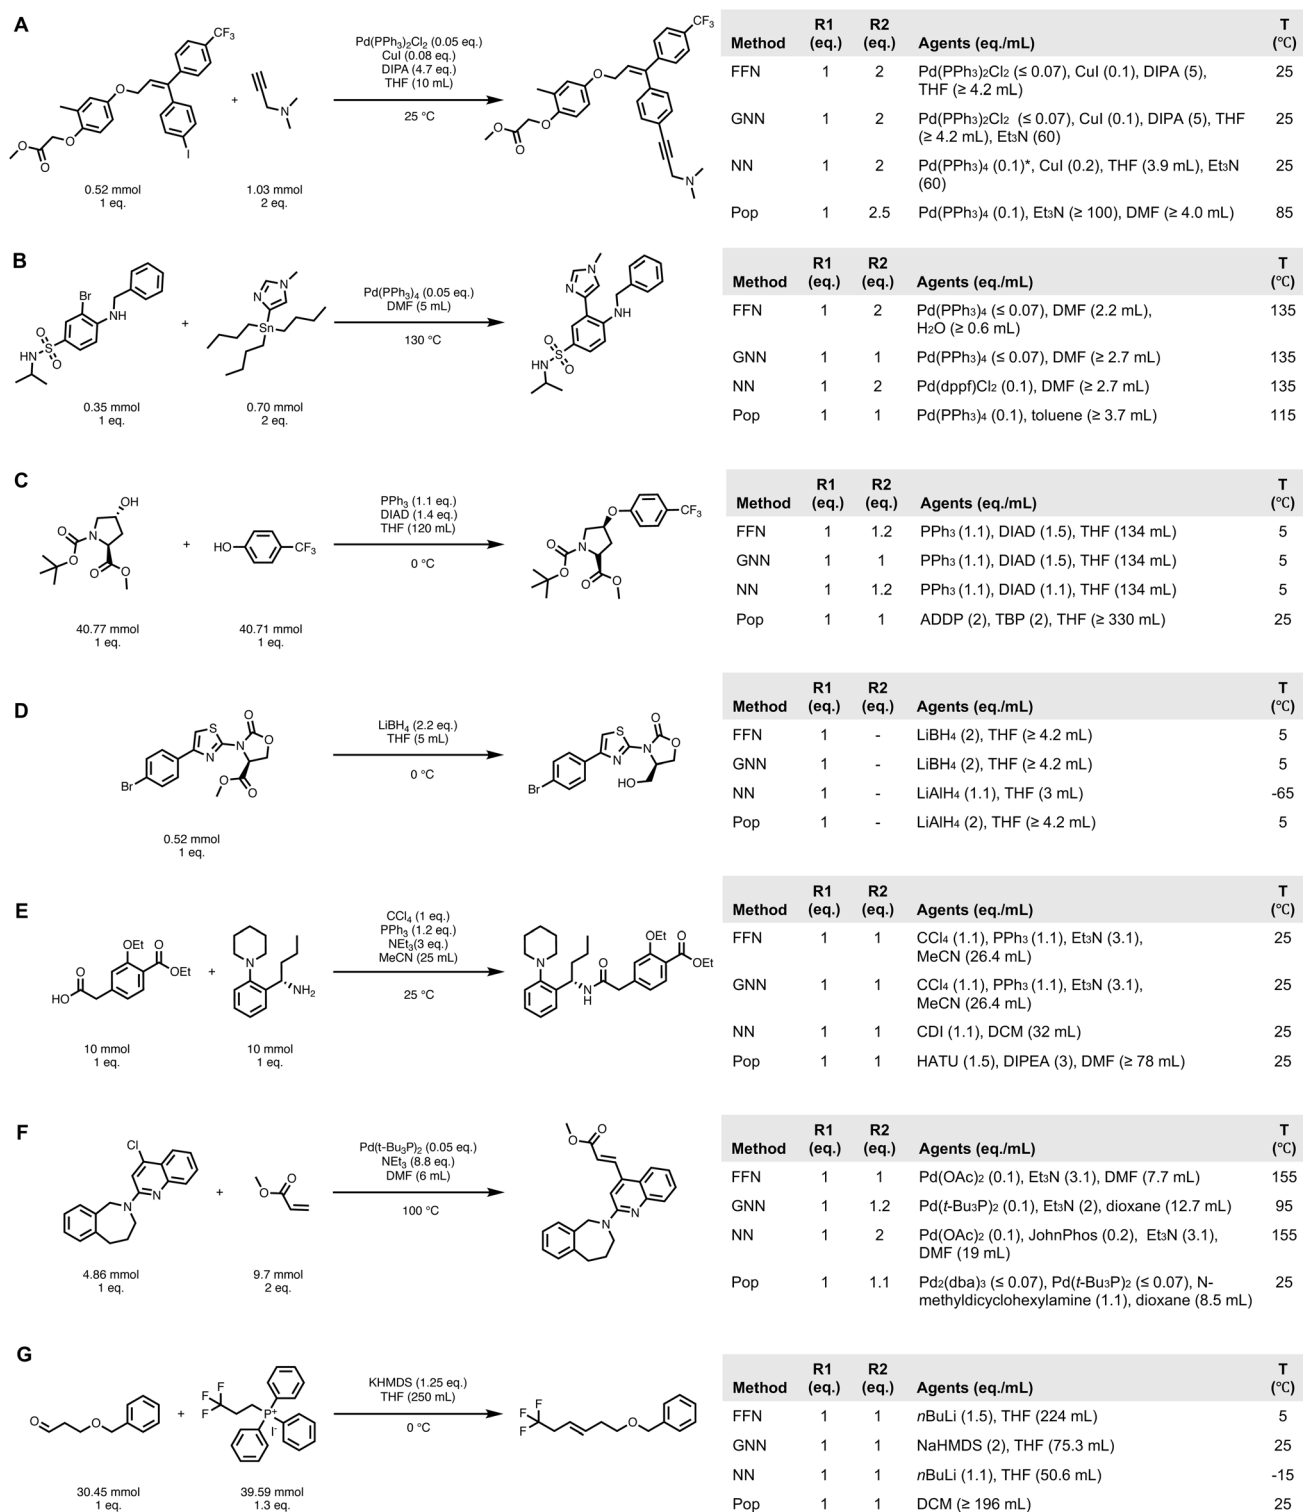 A
CF3
O
O
O
O
I
+
N
Pd(PPh3)2Cl2 (0.05 eq.)
CuI (0.08 eq.)
DIPA (4.7 eq.)
THF (10 mL)
25 °C
CF3
O
O
O
O
N
0.52 mmol
1 eq.
1.03 mmol
2 eq.
Method R1 (eq.) R2 (eq.) Agents (eq./mL) T (°C)
FFN 1 2 Pd(PPh3)2Cl2 (≤ 0.07), CuI (0.1), DIPA (5), 25
THF (≥ 4.2 mL)
GNN 1 2 Pd(PPh3)2Cl2 (≤ 0.07), CuI (0.1), DIPA (5), THF 25
(≥ 4.2 mL), Et3N (60)
NN 1 2 Pd(PPh3)4 (0.1)*, CuI (0.2), THF (3.9 mL), Et3N 25
(60)
Pop 1 2.5 Pd(PPh3)4 (0.1), Et3N (≥ 100), DMF (≥ 4.0 mL) 85
B
Br
NH
O
S
O
HN
+
N
N
Sn
Pd(PPh3)4 (0.05 eq.)
DMF (5 mL)
130 °C
N
N
NH
O
S
O
HN
0.35 mmol
1 eq.
0.70 mmol
2 eq.
Method R1 (eq.) R2 (eq.) Agents (eq./mL) T (°C)
FFN 1 2 Pd(PPh3)4 (≤ 0.07), DMF (2.2 mL), 135
H2O (≥ 0.6 mL)
GNN 1 1 Pd(PPh3)4 (≤ 0.07), DMF (≥ 2.7 mL) 135
NN 1 2 Pd(dppf)Cl2 (0.1), DMF (≥ 2.7 mL) 135
Pop 1 1 Pd(PPh3)4 (0.1), toluene (≥ 3.7 mL) 115
C
OH
O
N
O
O
O
+
HO
CF3
PPh3 (1.1 eq.)
DIAD (1.4 eq.)
THF (120 mL)
0 °C
O
CF3
O
N
O
O
O
40.77 mmol
1 eq.
40.71 mmol
1 eq.
Method R1 (eq.) R2 (eq.) Agents (eq./mL) T (°C)
FFN 1 1.2 PPh3 (1.1), DIAD (1.5), THF (134 mL) 5
GNN 1 1 PPh3 (1.1), DIAD (1.5), THF (134 mL) 5
NN 1 1.2 PPh3 (1.1), DIAD (1.1), THF (134 mL) 5
Pop 1 1 ADDP (2), TBP (2), THF (≥ 330 mL) 25
D
S
O
N
O
N
Br
O
O
LiBH4 (2.2 eq.)
THF (5 mL)
0 °C
S
O
N
O
N
Br
HO
0.52 mmol
1 eq.
Method R1 (eq.) R2 (eq.) Agents (eq./mL) T (°C)
FFN 1 - LiBH4 (2), THF (≥ 4.2 mL) 5
GNN 1 - LiBH4 (2), THF (≥ 4.2 mL) 5
NN 1 - LiAlH4 (1.1), THF (3 mL) -65
Pop 1 - LiAlH4 (2), THF (≥ 4.2 mL) 5
E
OEt
O
OEt
O
HO
+
N
NH2
CCl4 (1 eq.)
PPh3 (1.2 eq.)
NEt3(3 eq.)
MeCN (25 mL)
25 °C
N
N
H
O
OEt
O
OEt
10 mmol
1 eq.
10 mmol
1 eq.
Method R1 (eq.) R2 (eq.) Agents (eq./mL) T (°C)
FFN 1 1 CCl4 (1.1), PPh3 (1.1), Et3N (3.1), 25
MeCN (26.4 mL)
GNN 1 1 CCl4 (1.1), PPh3 (1.1), Et3N (3.1), 25
MeCN (26.4 mL)
NN 1 1 CDI (1.1), DCM (32 mL) 25
Pop 1 1 HATU (1.5), DIPEA (3), DMF (≥ 78 mL) 25
F
Cl
N
N
+
O
O
Pd(t-Bu3P)2 (0.05 eq.)
NEt3 (8.8 eq.)
DMF (6 mL)
100 °C
O
O
N
N
4.86 mmol
1 eq.
9.7 mmol
2 eq.
Method R1 (eq.) R2 (eq.) Agents (eq./mL) T (°C)
FFN 1 1 Pd(OAc)2 (0.1), Et3N (3.1), DMF (7.7 mL) 155
GNN 1 1.2 Pd(t-Bu3P)2 (0.1), Et3N (2), dioxane (12.7 mL) 95
NN 1 2 Pd(OAc)2 (0.1), JohnPhos (0.2), Et3N (3.1), 155
DMF (19 mL)
Pop 1 1.1 Pd2(dba)3 (≤ 0.07), Pd(t-Bu3P)2 (≤ 0.07), N- 25
methyldicyclohexylamine (1.1), dioxane (8.5 mL)
G
O
O
+
F
F
F
P+
I-
KHMDS (1.25 eq.)
THF (250 mL)
0 °C
F
F
F
O
30.45 mmol
1 eq.
39.59 mmol
1.3 eq.
Method R1 (eq.) R2 (eq.) Agents (eq./mL) T (°C)
FFN 1 1 nBuLi (1.5), THF (224 mL) 5
GNN 1 1 NaHMDS (2), THF (75.3 mL) 25
NN 1 1 nBuLi (1.1), THF (50.6 mL) -15
Pop 1 1 DCM (≥ 196 mL) 25